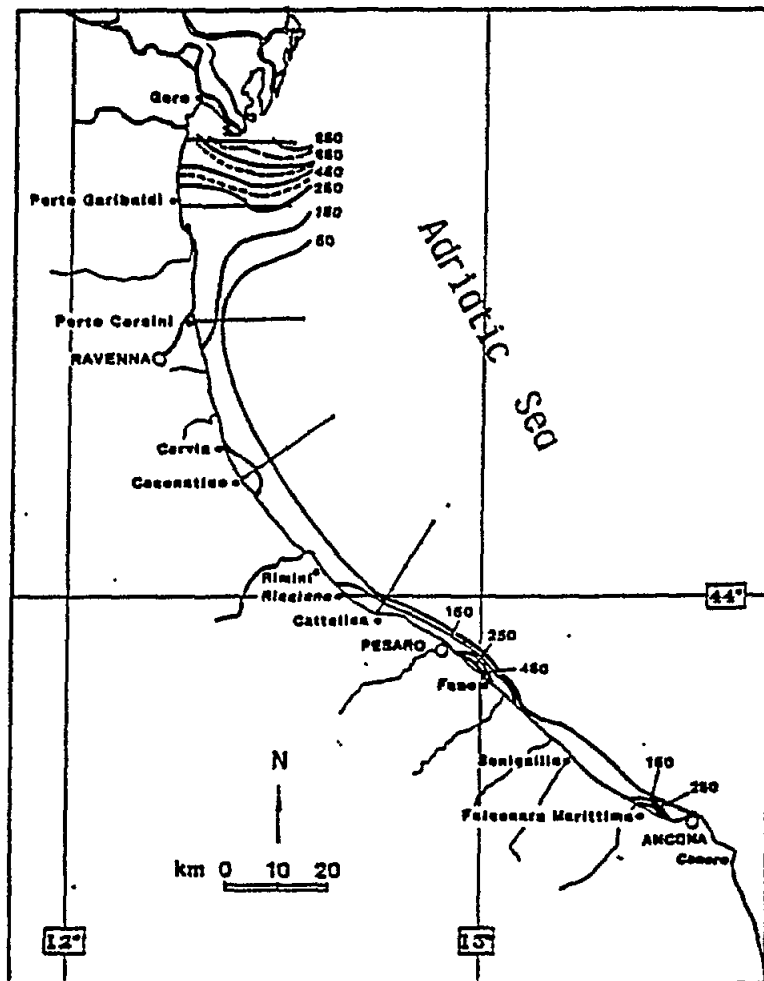 Goro
650
550
450
250
Porto Garibaldi
150
50
Adriatic Sea
Porto Corsini
RAVENNA
Cervia
Cesenatico
Rimini
Riccione
44°
Cattolica
150
250
PESARO
450
Fano
N
Senigallia
150
250
Falconara Marittima
ANCONA
Conero
km 0 10 20
12°
13°